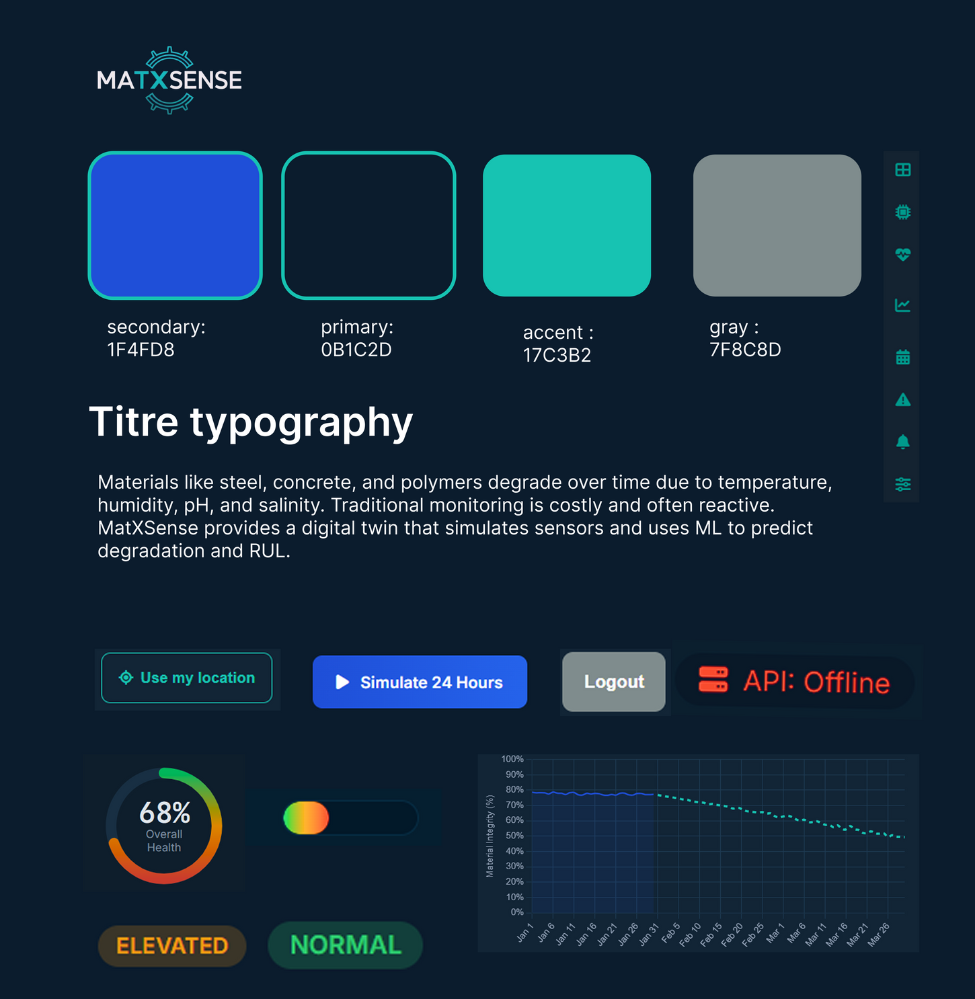 MATXSENSE
secondary:
1F4FD8
primary:
0B1C2D
accent :
17C3B2
gray :
7F8C8D
Titre typography
Materials like steel, concrete, and polymers degrade over time due to temperature,
humidity, pH, and salinity. Traditional monitoring is costly and often reactive.
MatXSense provides a digital twin that simulates sensors and uses ML to predict
degradation and RUL.
Use my location
Simulate 24 Hours
Logout
API: Offline
68%
Overall
Health
ELEVATED
NORMAL
Material Integrity (%)
100%
90%
80%
70%
60%
50%
40%
30%
20%
10%
0%
Jan 1
Jan 6
Jan 11
Jan 16
Jan 21
Jan 26
Jan 31
Feb 5
Feb 10
Feb 15
Feb 20
Feb 25
Mar 1
Mar 6
Mar 11
Mar 16
Mar 21
Mar 26